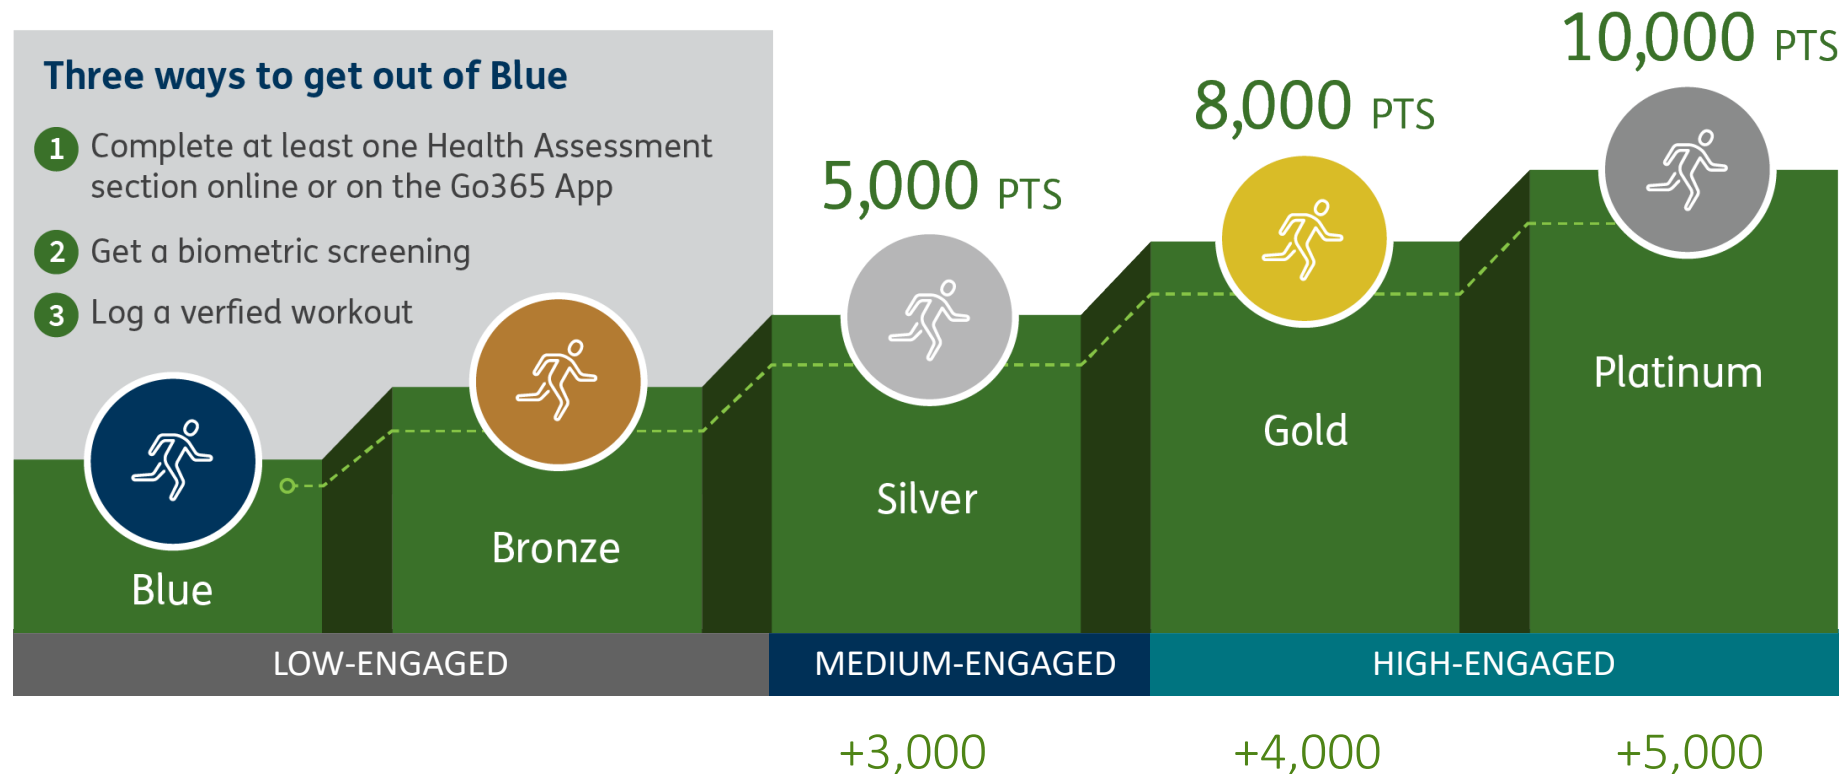 Three ways to get out of Blue
1 Complete at least one Health Assessment
section online or on the Go365 App
2 Get a biometric screening
3 Log a verfied workout
5,000 PTS
8,000 PTS
10,000 PTS
Blue
Bronze
Silver
Gold
Platinum
LOW-ENGAGED
MEDIUM-ENGAGED
HIGH-ENGAGED
+3,000
+4,000
+5,000